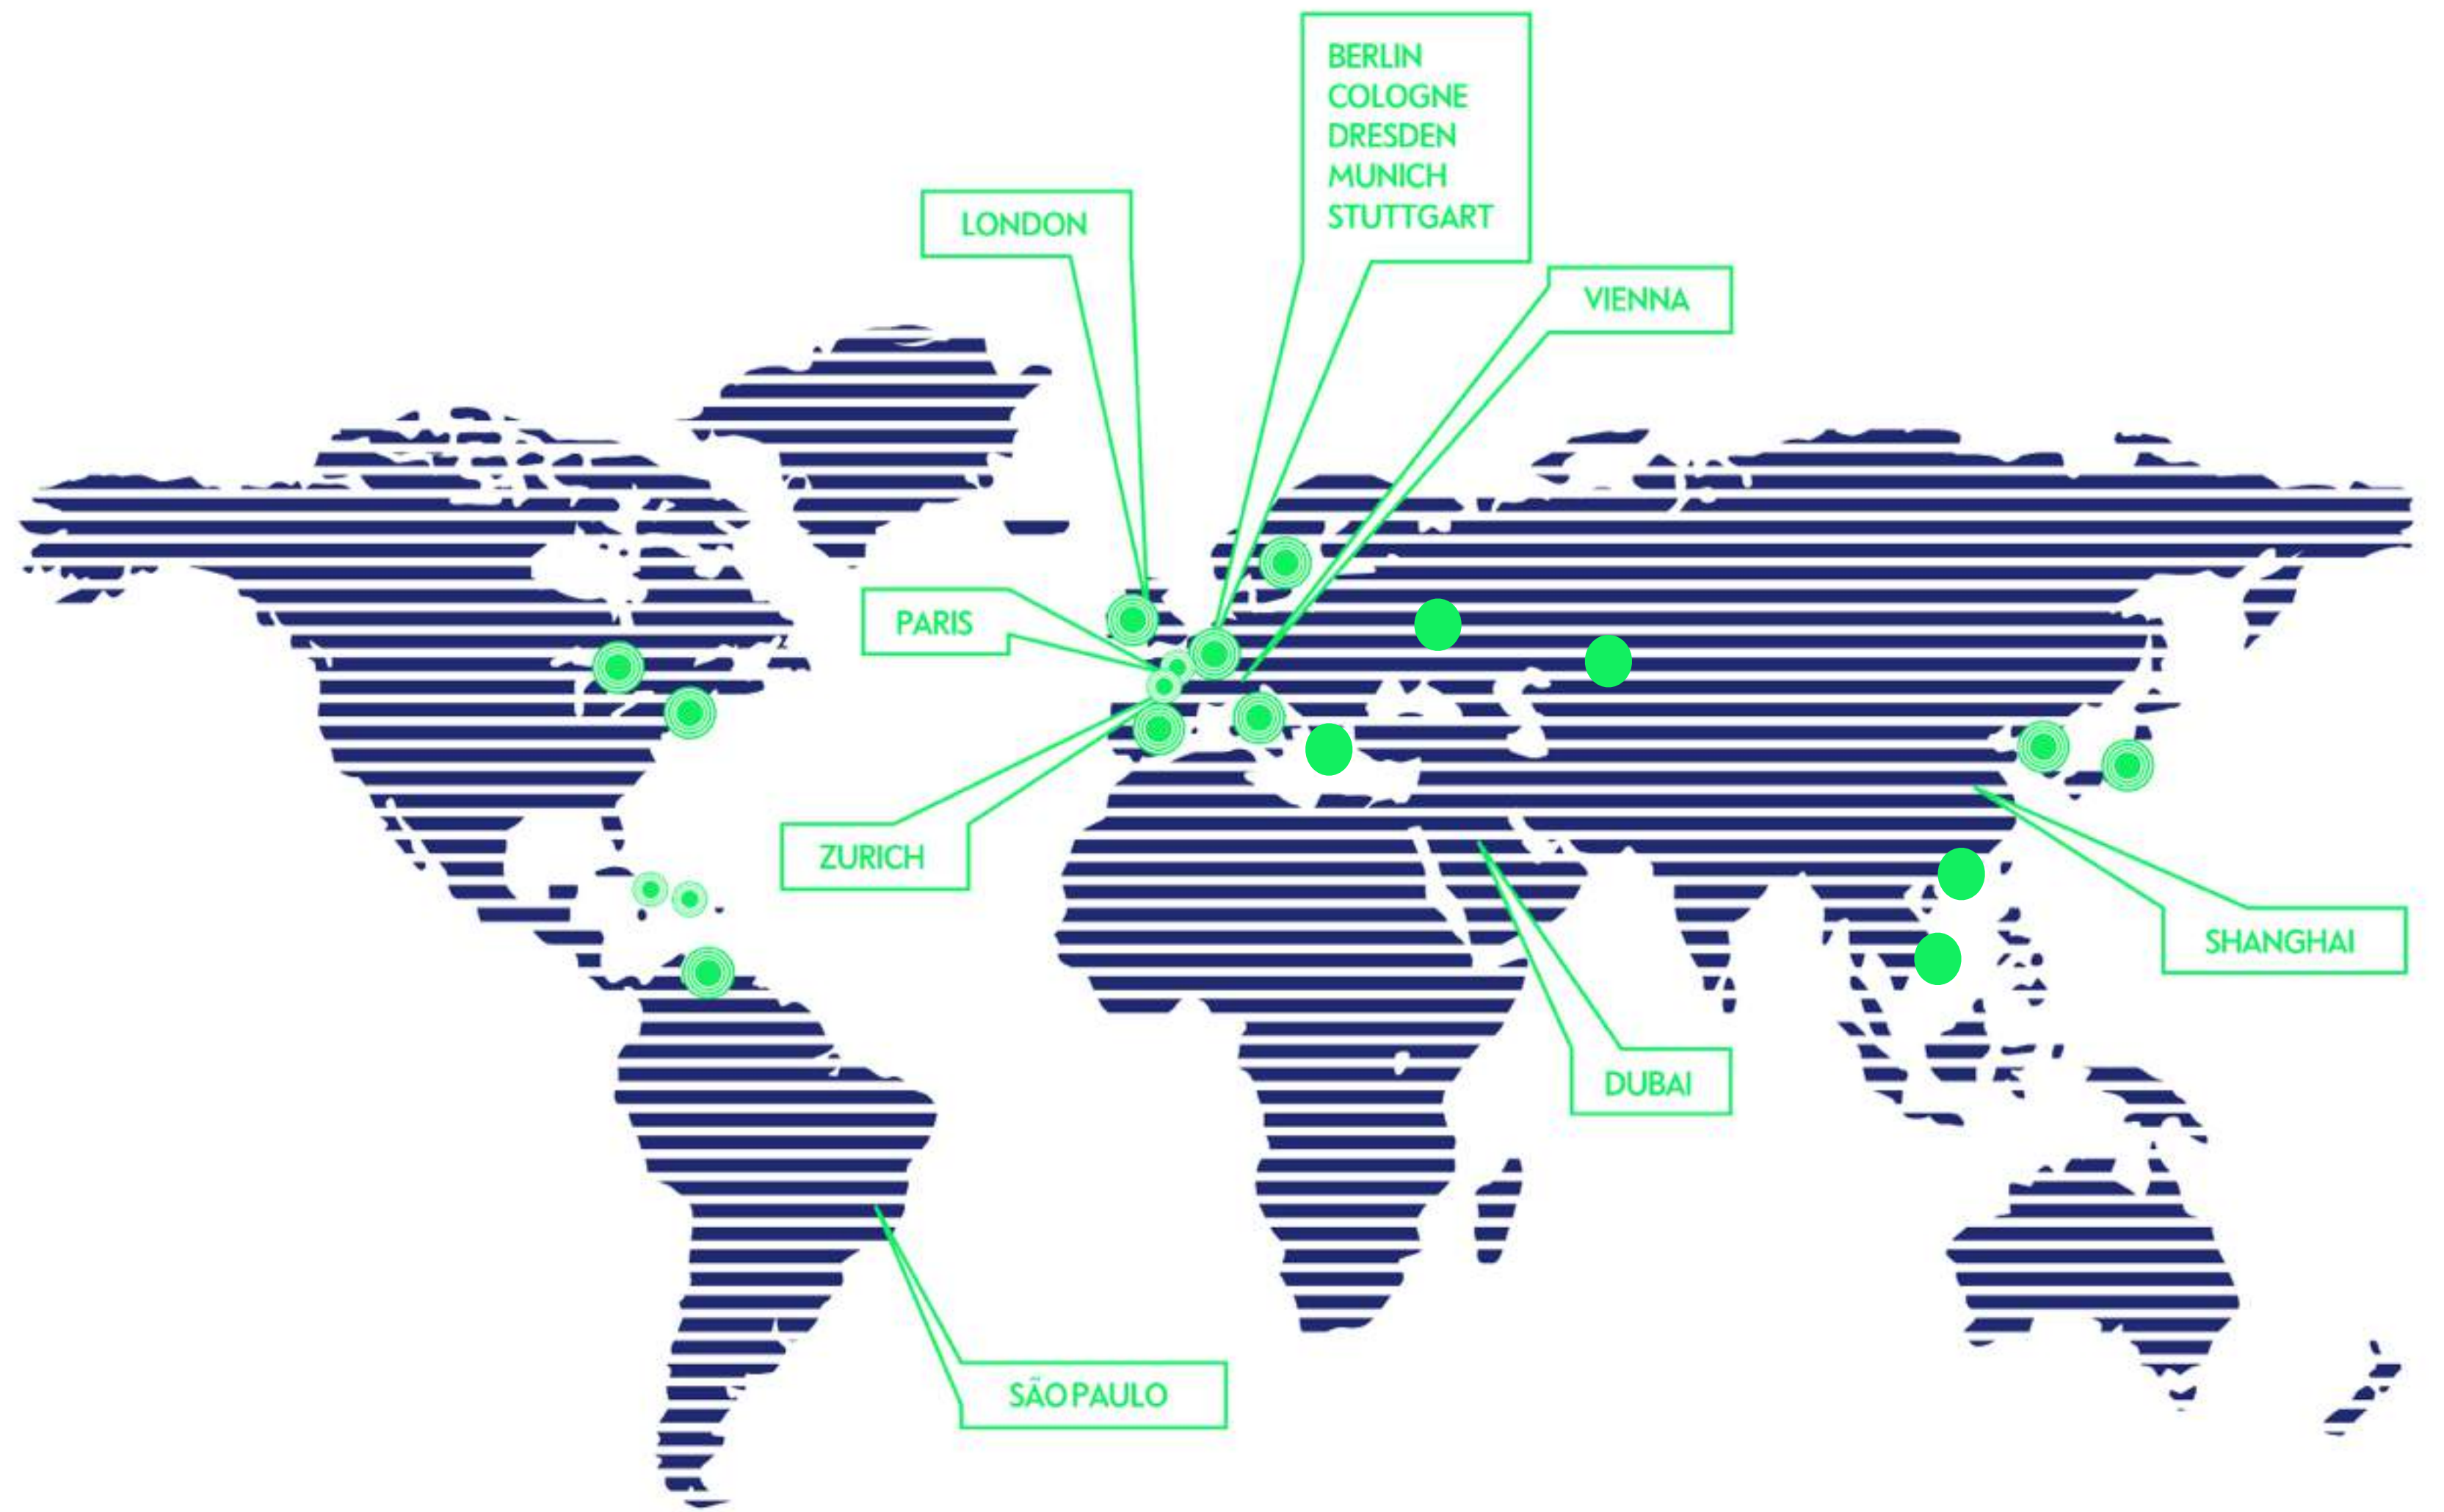 BERLIN
COLOGNE
DRESDEN
MUNICH
STUTTGART
LONDON
VIENNA
PARIS
ZURICH
SHANGHAI
DUBAI
SÃO PAULO